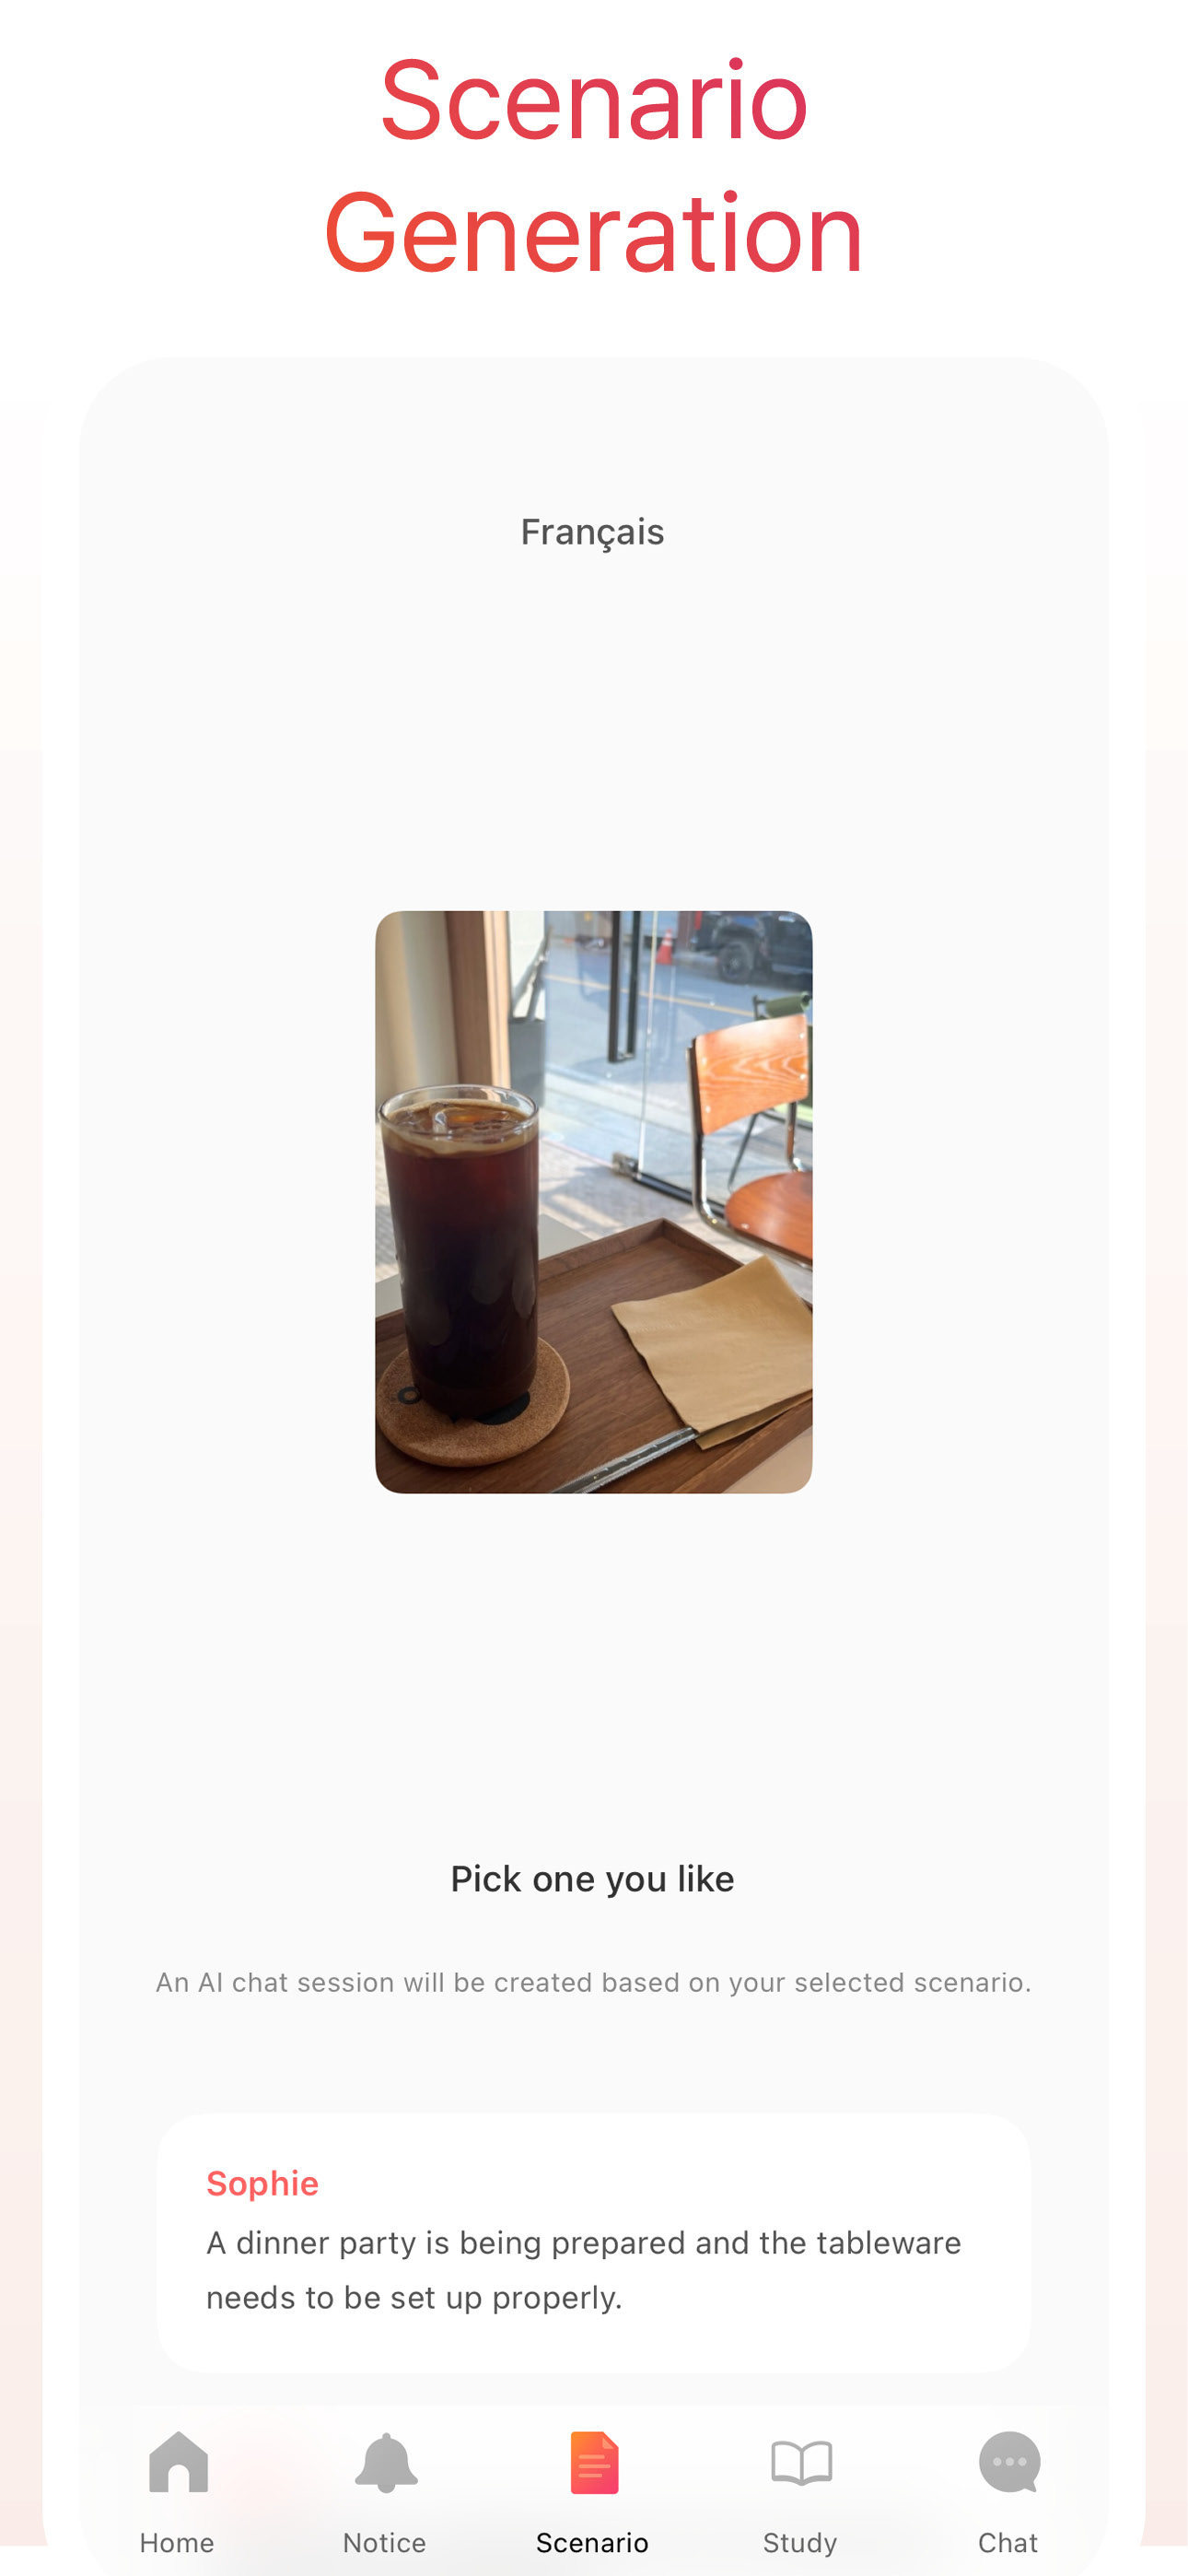 Scenario
Generation
Français
Pick one you like
An AI chat session will be created based on your selected scenario.
Sophie
A dinner party is being prepared and the tableware
needs to be set up properly.
Home
Notice
Scenario
Study
Chat